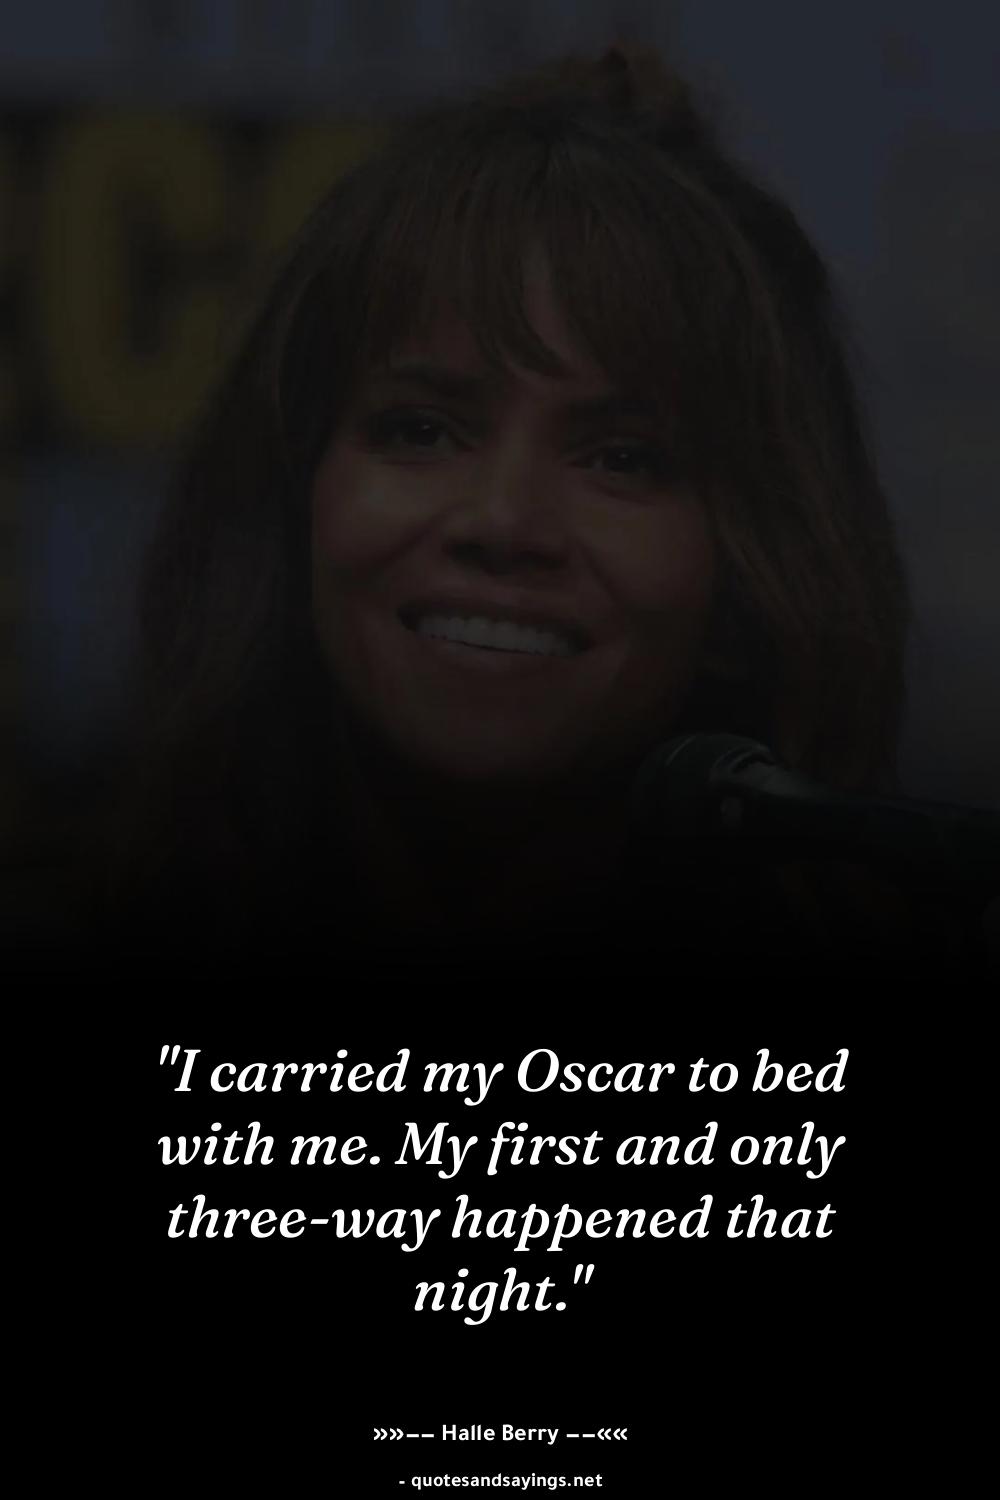 "I carried my Oscar to bed
with me. My first and only
three-way happened that
night."
»»–– Halle Berry ––««
- quotesandsayings.net